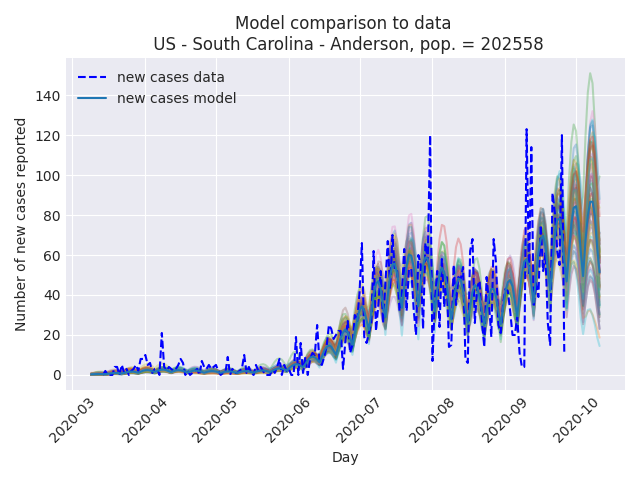 Model comparison to data
US - South Carolina - Anderson, pop. = 202558
new cases data
new cases model
Number of new cases reported
140
120
100
80
60
40
20
0
2020-03
2020-04
2020-05
2020-06
2020-07
2020-08
2020-09
2020-10
Day